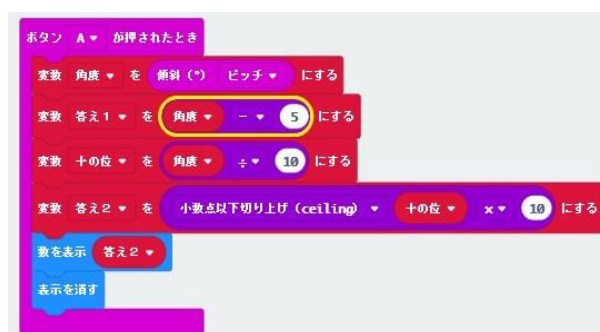 ボタン A▼ が押されたとき
変数 角度▼ を 傾斜 (°) ピッチ▼ にする
変数 答え1▼ を 角度▼ -▼ 5 にする
変数 十の位▼ を 角度▼ ÷▼ 10 にする
変数 答え2▼ を 小数点以下切り上げ (ceiling) ▼ 十の位▼ ×▼ 10 にする
数を表示 答え2▼
表示を消す